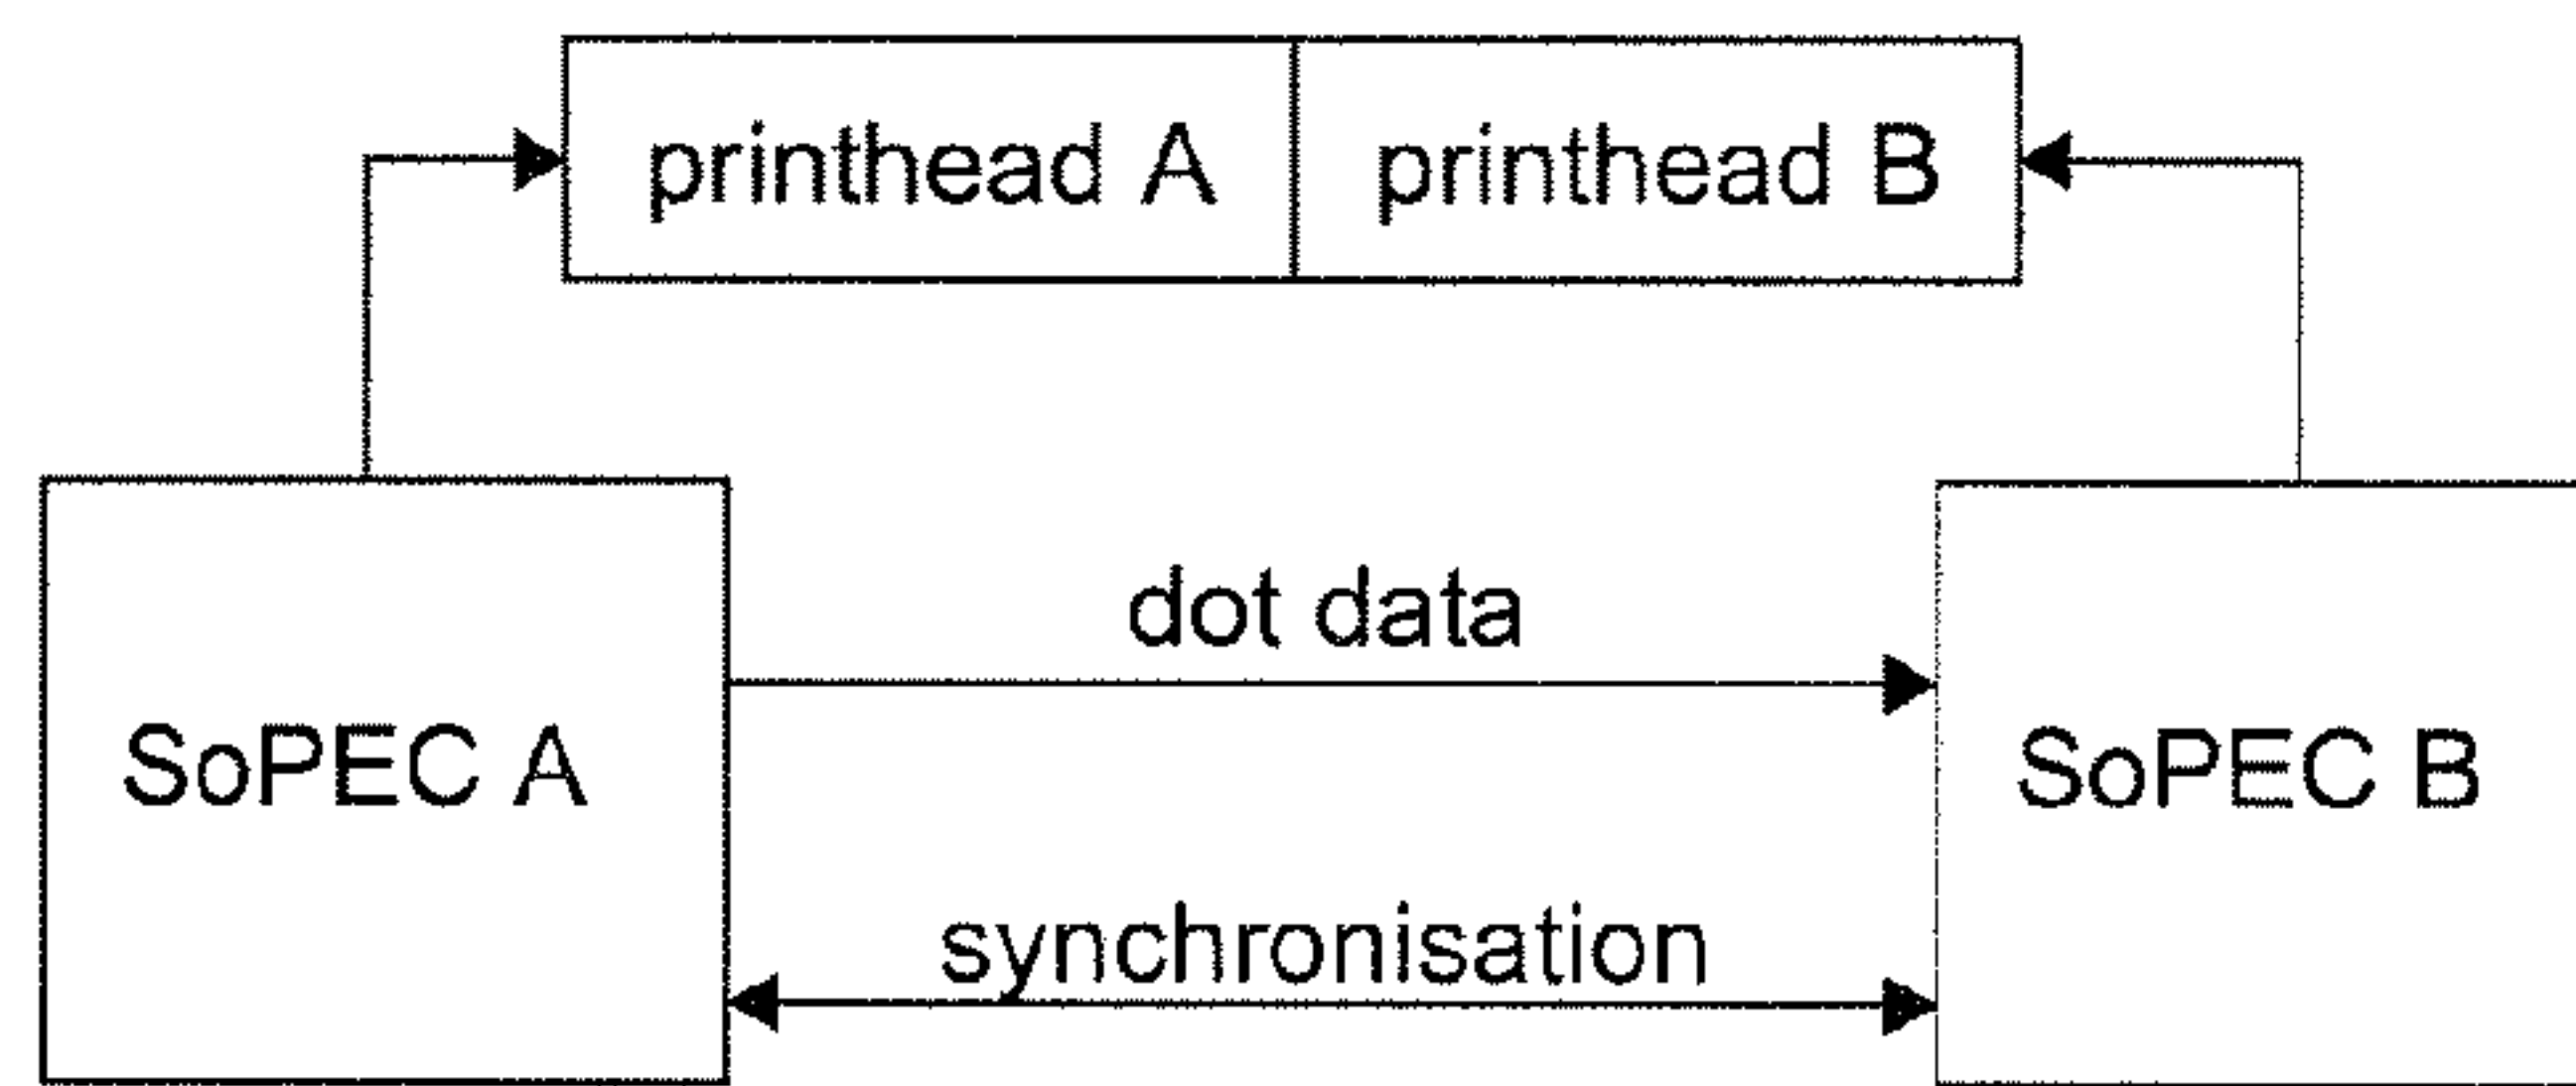 printhead A
printhead B
dot data
SoPEC A
SoPEC B
synchronisation